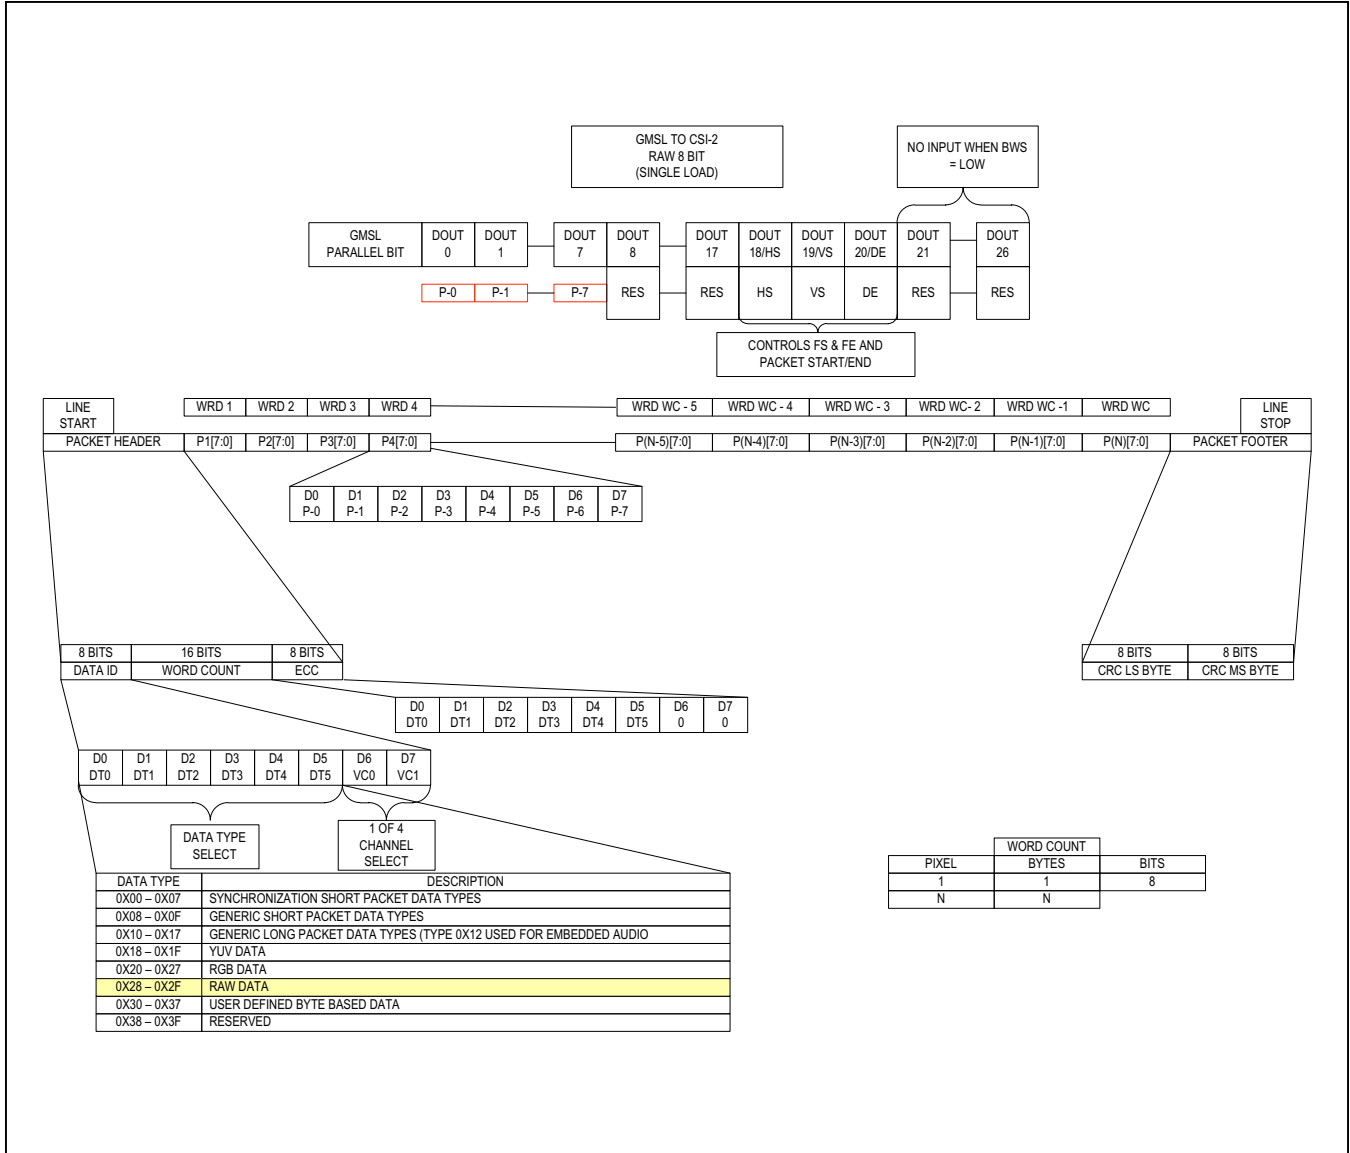 GMSL TO CSI-2
RAW 8 BIT
(SINGLE LOAD)
NO INPUT WHEN BWS
= LOW
GMSL
PARALLEL BIT
DOUT
0
DOUT
1
DOUT
7
DOUT
8
DOUT
17
DOUT
18/HS
DOUT
19/VS
DOUT
20/DE
DOUT
21
DOUT
26
P-0 P-1 P-7 RES RES HS VS DE RES RES
CONTROLS FS & FE AND
PACKET START/END
LINE
START
WRD 1 WRD 2 WRD 3 WRD 4 WRD WC - 5 WRD WC - 4 WRD WC - 3 WRD WC- 2 WRD WC -1 WRD WC
LINE
STOP
PACKET HEADER P1[7:0] P2[7:0] P3[7:0] P4[7:0] P(N-5)[7:0] P(N-4)[7:0] P(N-3)[7:0] P(N-2)[7:0] P(N-1)[7:0] P(N)[7:0] PACKET FOOTER
D0 D1 D2 D3 D4 D5 D6 D7
P-0 P-1 P-2 P-3 P-4 P-5 P-6 P-7
8 BITS 16 BITS 8 BITS
DATA ID WORD COUNT ECC
8 BITS 8 BITS
CRC LS BYTE CRC MS BYTE
D0 D1 D2 D3 D4 D5 D6 D7
DT0 DT1 DT2 DT3 DT4 DT5 0 0
D0 D1 D2 D3 D4 D5 D6 D7
DT0 DT1 DT2 DT3 DT4 DT5 VC0 VC1
DATA TYPE
SELECT
1 OF 4
CHANNEL
SELECT
WORD COUNT
PIXEL BYTES BITS
1 1 8
N N
DATA TYPE DESCRIPTION
0X00 – 0X07 SYNCHRONIZATION SHORT PACKET DATA TYPES
0X08 – 0X0F GENERIC SHORT PACKET DATA TYPES
0X10 – 0X17 GENERIC LONG PACKET DATA TYPES (TYPE 0X12 USED FOR EMBEDDED AUDIO
0X18 – 0X1F YUV DATA
0X20 – 0X27 RGB DATA
0X28 – 0X2F RAW DATA
0X30 – 0X37 USER DEFINED BYTE BASED DATA
0X38 – 0X3F RESERVED